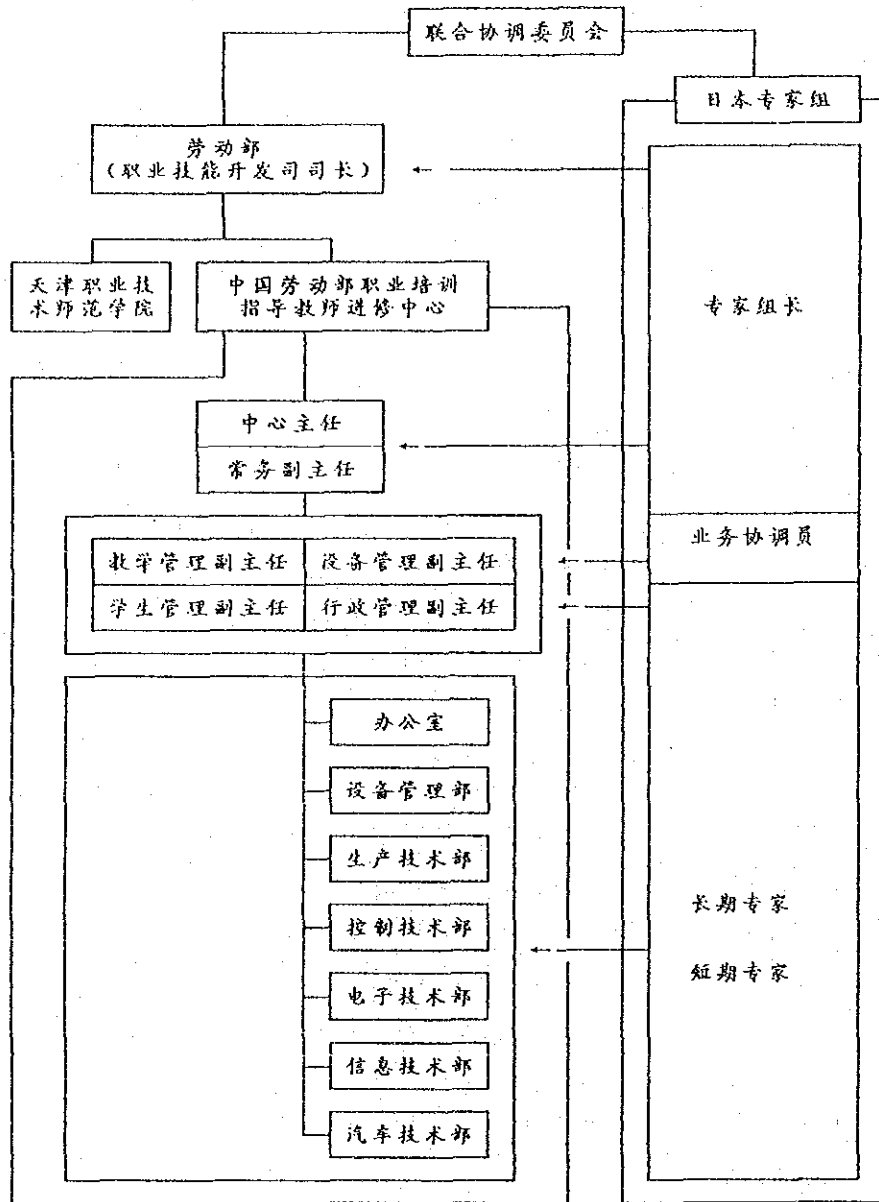 联合协调委员会
日本专家组
劳动部
(职业技能开发司司长)
天津职业技
术师范学院
中国劳动部职业培训
指导教师进修中心
专家组长
中心主任
常务副主任
业务协调员
教学管理副主任
设备管理副主任
学生管理副主任
行政管理副主任
办公室
设备管理部
生产技术部
控制技术部
电子技术部
信息技术部
汽车技术部
长期专家
短期专家